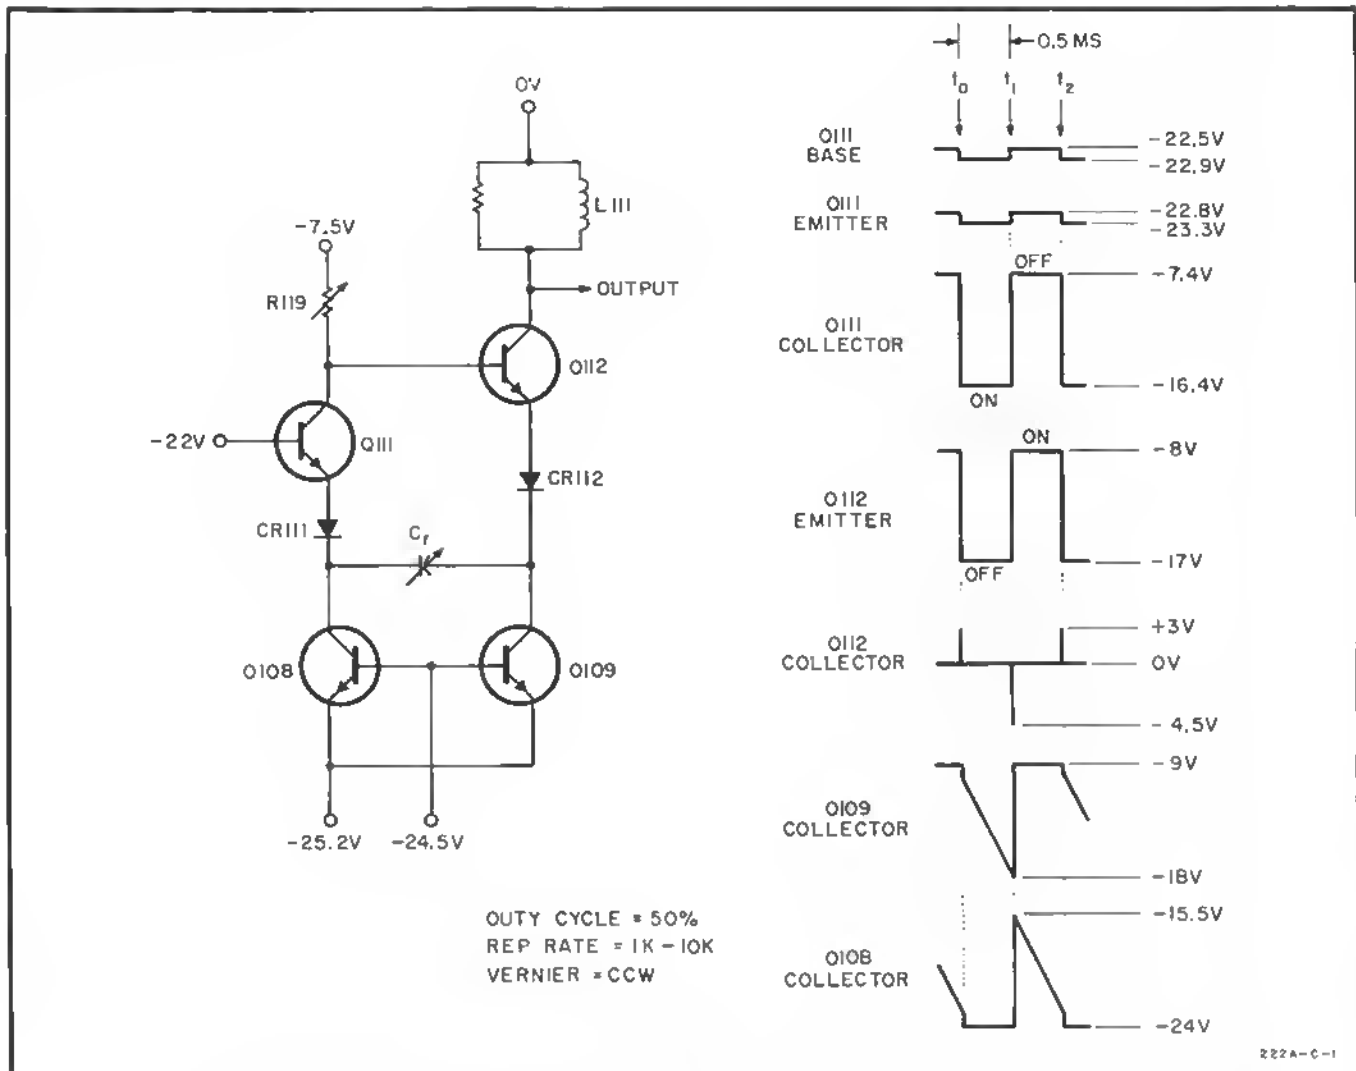 0V
L111
-7.5V
R119
OUTPUT
Q112
-22V
Q111
CR112
CR111
Cr
Q108
Q109
-25.2V
-24.5V
DUTY CYCLE = 50%
REP RATE = 1K-10K
VERNIER = CCW
0.5 MS
t0
t1
t2
Q111
BASE
-22.5V
-22.9V
Q111
EMITTER
-22.8V
-23.3V
OFF
-7.4V
Q111
COLLECTOR
ON
-16.4V
ON
-8V
Q112
EMITTER
OFF
-17V
+3V
Q112
COLLECTOR
0V
-4.5V
-9V
Q109
COLLECTOR
-18V
-15.5V
Q108
COLLECTOR
-24V
222A-C-1